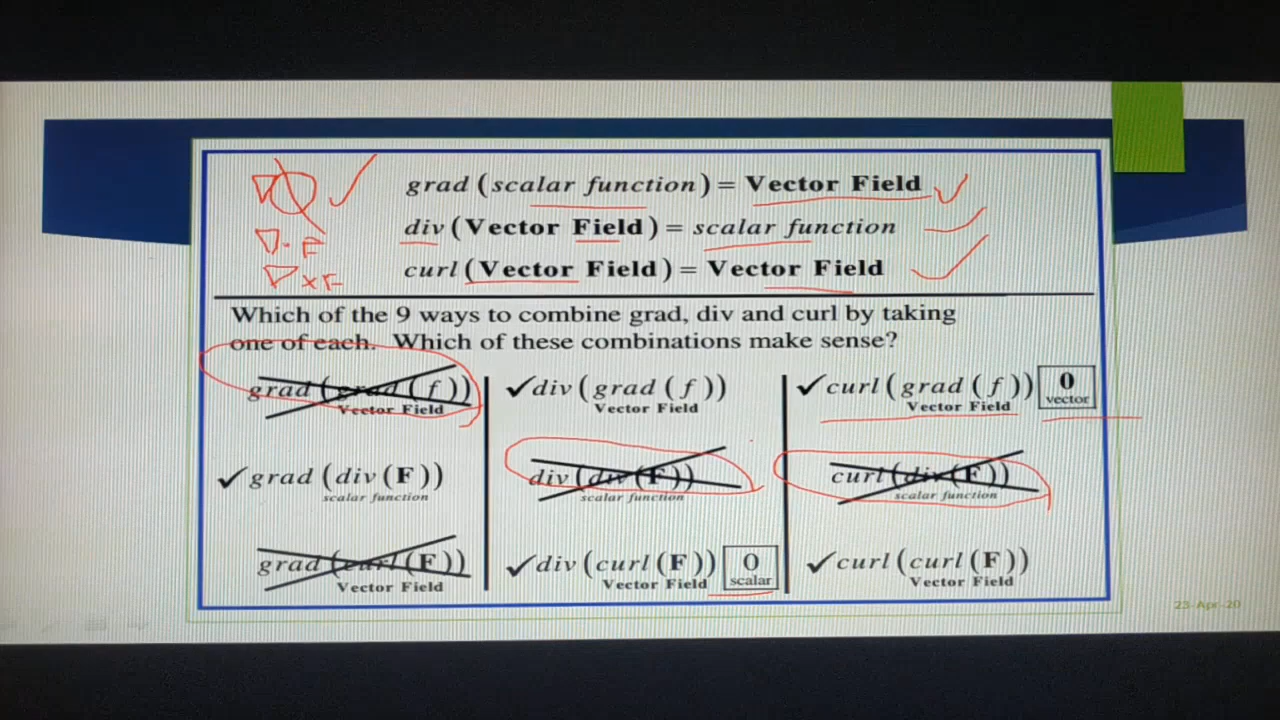 grad (scalar function) = Vector Field
∇φ
div (Vector Field) = scalar function
∇·F
curl (Vector Field) = Vector Field
∇×F
Which of the 9 ways to combine grad, div and curl by taking
one of each. Which of these combinations make sense?
grad (grad (f)) ✓ div (grad (f)) ✓ curl (grad (f)) 0
Vector Field Vector Field Vector Field vector
✓ grad (div (F)) div (div (F)) curl (div (F))
scalar function scalar function scalar function
grad (curl (F)) ✓ div (curl (F)) 0 ✓ curl (curl (F))
Vector Field Vector Field scalar Vector Field
23-Apr-20